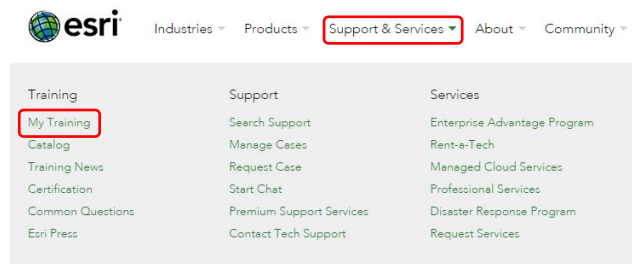 esri Industries Products Support & Services About Community
Training Support Services
My Training Search Support Enterprise Advantage Program
Catalog Manage Cases Rent-a-Tech
Training News Request Case Managed Cloud Services
Certification Start Chat Professional Services
Common Questions Premium Support Services Disaster Response Program
Esri Press Contact Tech Support Request Services